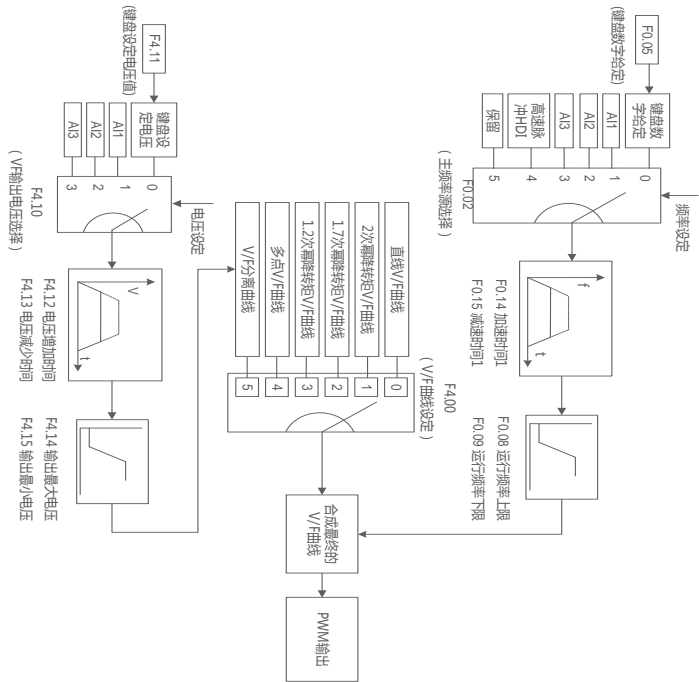 F0.05
(键盘数字给定)
键盘数
字给定
AI1
AI2
AI3
高速脉
冲HDI
保留
0
1
2
3
4
5
频率设定
F0.02
(主频率源选择)
f
t
F0.14 加速时间1
F0.15 减速时间1
F0.08 运行频率上限
F0.09 运行频率下限
直线V/F曲线
2次幂降转矩V/F曲线
1.7次幂降转矩V/F曲线
1.2次幂降转矩V/F曲线
多点V/F曲线
V/F分离曲线
0
1
2
3
4
5
F4.00
(V/F曲线设定)
合成最终的
V/F曲线
PWM输出
F4.11
(键盘设定电压值)
键盘设
定电压
AI1
AI2
AI3
0
1
2
3
电压设定
F4.10
(VF输出电压选择)
V
t
F4.12 电压增加时间
F4.13 电压减少时间
F4.14 输出最大电压
F4.15 输出最小电压